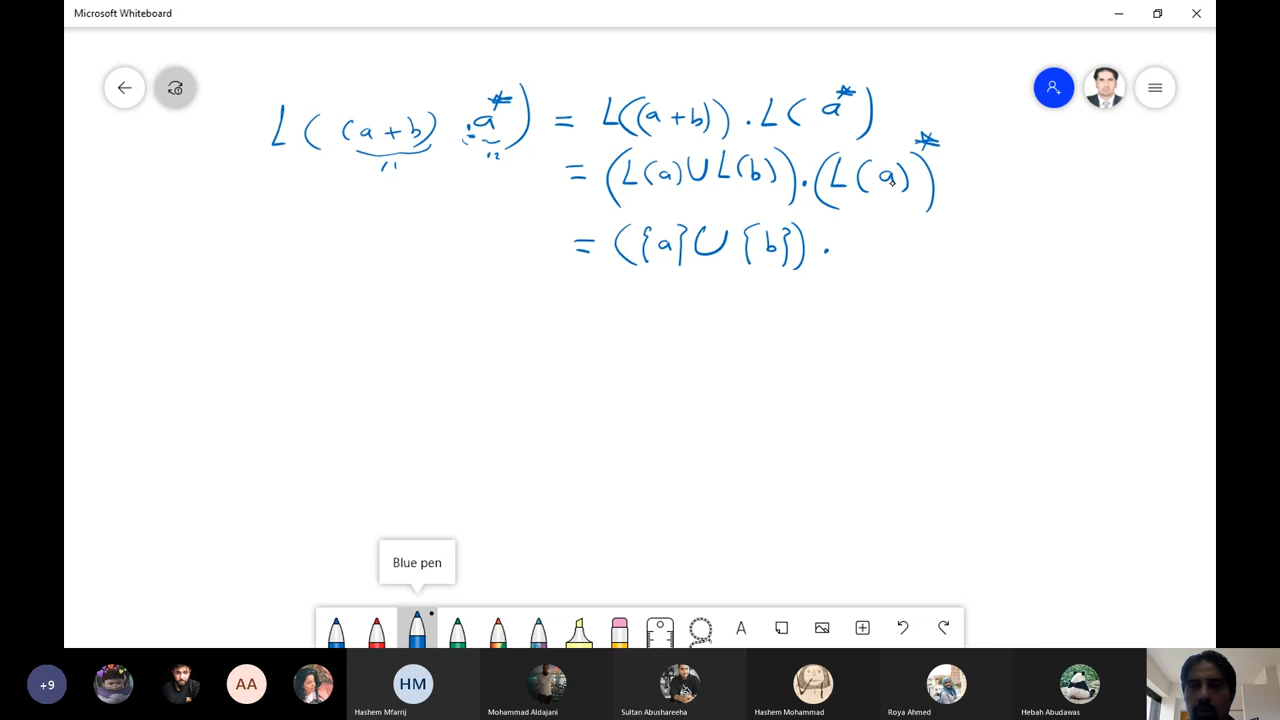 Microsoft Whiteboard
L((a+b) · a*) = L((a+b)) · L(a*)
r1 r2
= (L(a) ∪ L(b)) · (L(a))*
= ({a} ∪ {b}) ·
Blue pen
A
+9
AA
HM
Hashem Mfarrij
Mohammad Aldajani
Sultan Abushareeha
Hashem Mohammad
Roya Ahmed
Hebah Abudawas